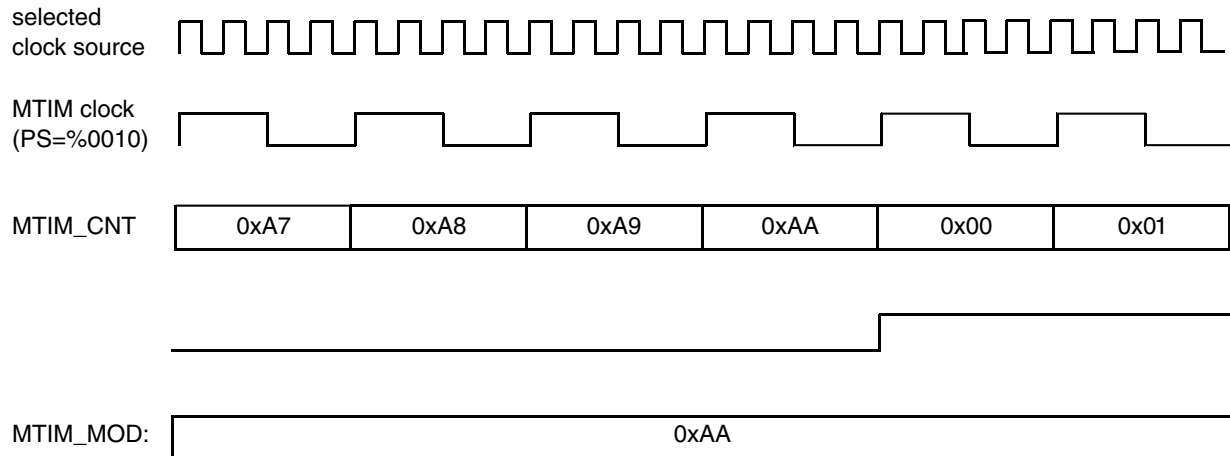 selected
clock source
MTIM clock
(PS=%0010)
MTIM_CNT
0xA7 0xA8 0xA9 0xAA 0x00 0x01
MTIM_MOD:
0xAA